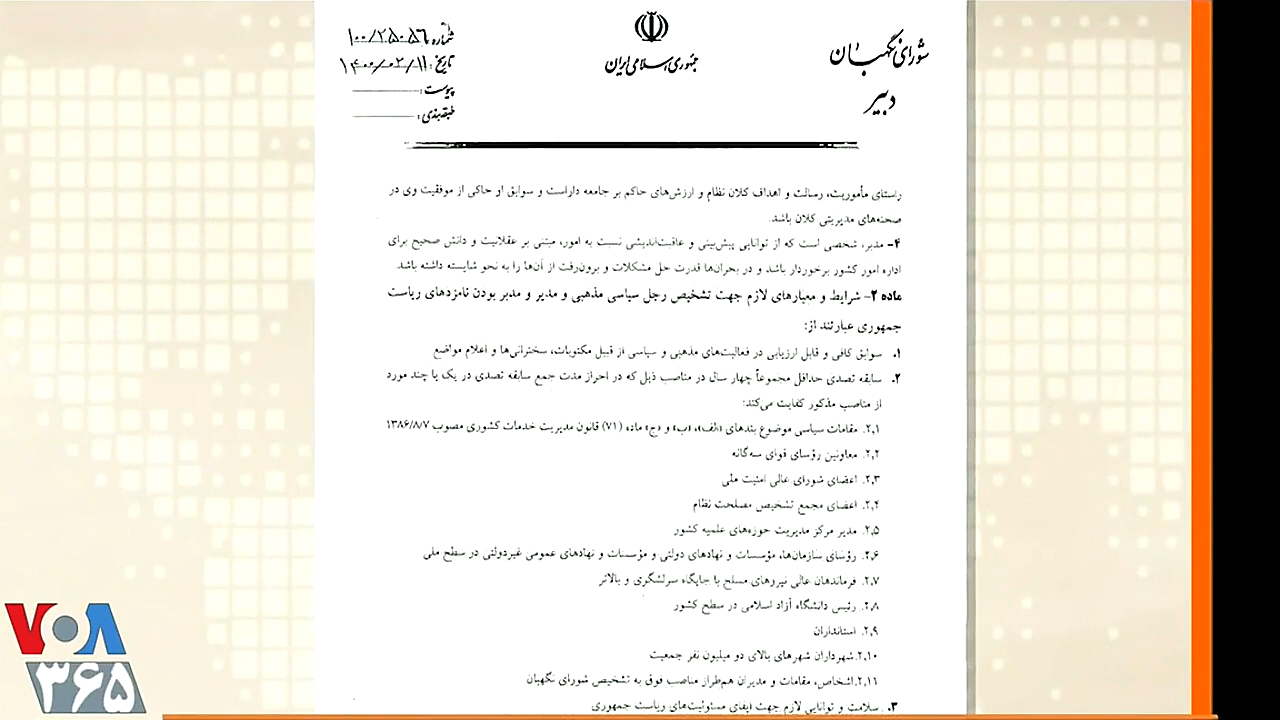 شورای نگهبان
دبیر
جمهوری اسلامی ایران
شماره: ۱۰۰/۲۵۰۵۶
تاریخ: ۱۴۰۰/۰۲/۱۱
پیوست:
طبقه‌بندی:
راستای مأموریت، رسالت و اهداف کلان نظام و ارزش‌های حاکم بر جامعه داراست و سوابق او حاکی از موفقیت وی در
صحنه‌های مدیریتی کلان باشد.
۴- مدبر، شخصی است که از توانایی پیش‌بینی و عاقبت‌اندیشی نسبت به امور، مبتنی بر عقلانیت و دانش صحیح برای
اداره امور کشور برخوردار باشد و در بحران‌ها قدرت حل مشکلات و برون‌رفت از آن‌ها را به نحو شایسته داشته باشد.
ماده ۲- شرایط و معیارهای لازم جهت تشخیص رجل سیاسی مذهبی و مدیر و مدبر بودن نامزدهای ریاست
جمهوری عبارتند از:
۱. سوابق کافی و قابل ارزیابی در فعالیت‌های مذهبی و سیاسی از قبیل مکتوبات، سخنرانی‌ها و اعلام مواضع
۲. سابقه تصدی حداقل مجموعاً چهار سال در مناصب ذیل که در احراز مدت جمع سابقه تصدی در یک یا چند مورد
از مناصب مذکور کفایت می‌کند:
۲,۱. مقامات سیاسی موضوع بندهای «الف»، «ب» و «ج» ماده (۷۱) قانون مدیریت خدمات کشوری مصوب ۱۳۸۶/۸/۷
۲,۲. معاونین رؤسای قوای سه‌گانه
۲,۳. اعضای شورای عالی امنیت ملی
۲,۴. اعضای مجمع تشخیص مصلحت نظام
۲,۵. مدیر مرکز مدیریت حوزه‌های علمیه کشور
۲,۶. رؤسای سازمان‌ها، مؤسسات و نهادهای دولتی و مؤسسات و نهادهای عمومی غیردولتی در سطح ملی
۲,۷. فرماندهان عالی نیروهای مسلح با جایگاه سرلشگری و بالاتر
۲,۸. رئیس دانشگاه آزاد اسلامی در سطح کشور
۲,۹. استانداران
۲,۱۰. شهرداران شهرهای بالای دو میلیون نفر جمعیت
۲,۱۱. اشخاص، مقامات و مدیران هم‌طراز مناصب فوق به تشخیص شورای نگهبان
۳. سلامت و توانایی لازم جهت ایفای مسئولیت‌های ریاست جمهوری
VOA
۳۶۵